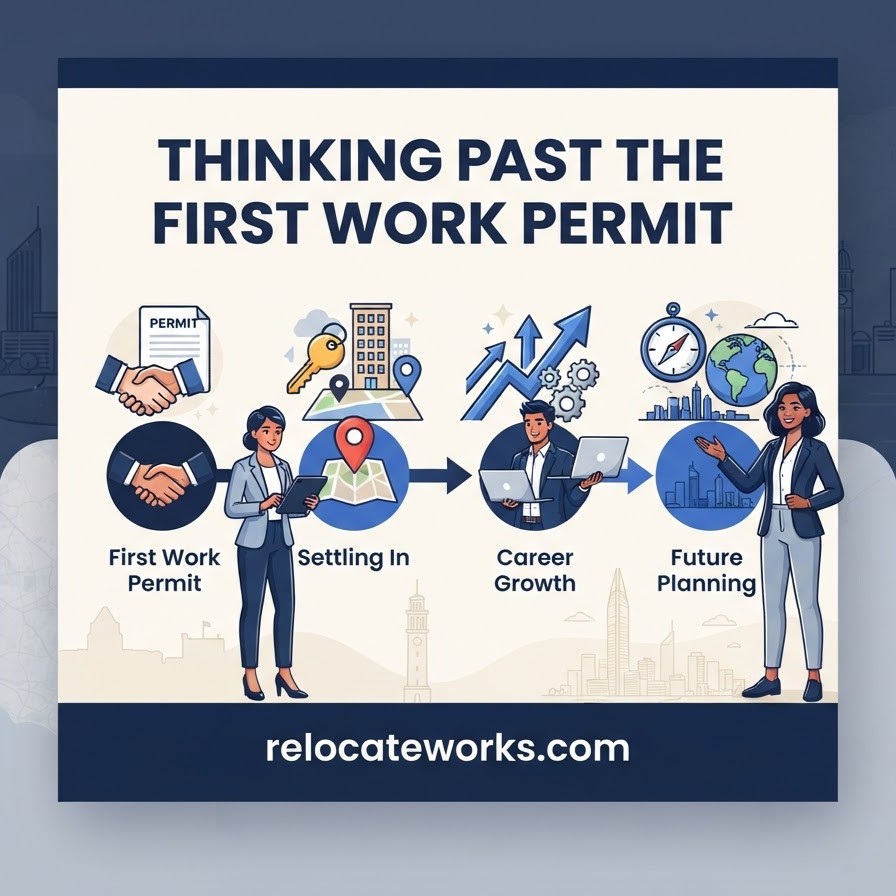 THINKING PAST THE
FIRST WORK PERMIT
PERMIT
First Work
Permit
Settling In
Career
Growth
Future
Planning
relocateworks.com